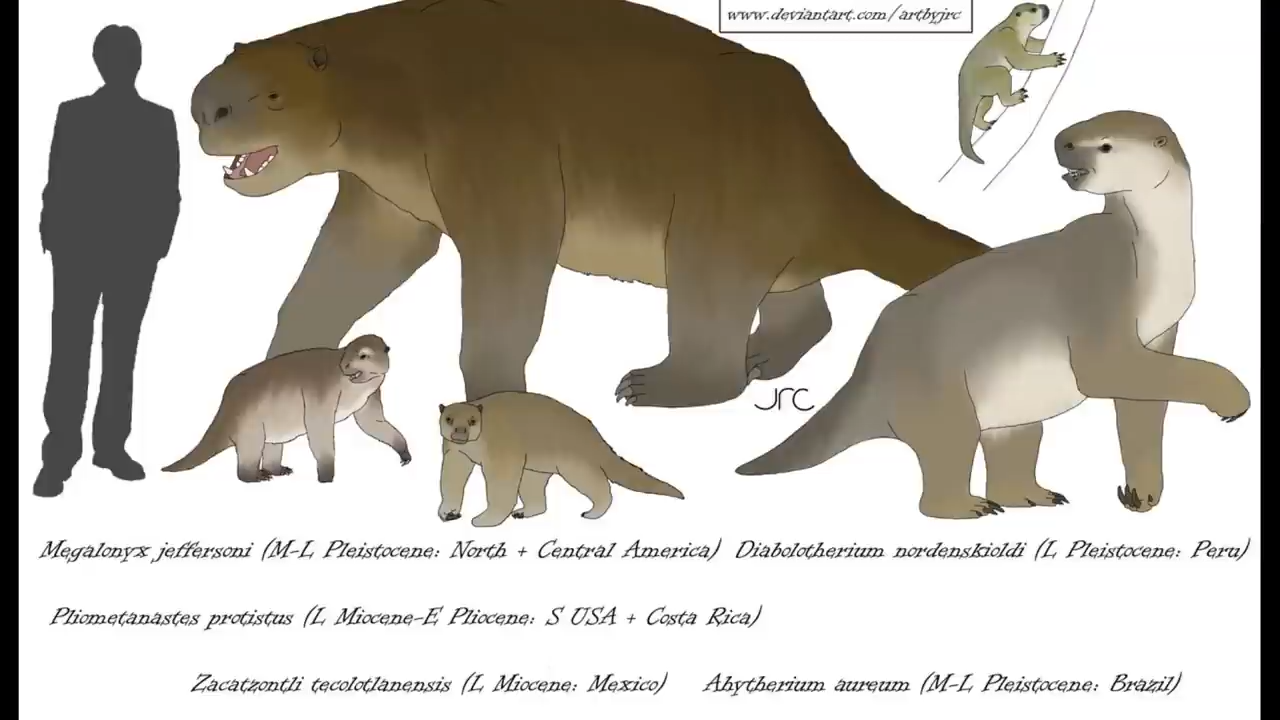 www.deviantart.com/artbyjrc
JRC
Megalonyx jeffersoni (M-L Pleistocene: North + Central America) Diabolotherium nordenskioldi (L Pleistocene: Peru)
Pliometanastes protistus (L Miocene-E Pliocene: S USA + Costa Rica)
Zacatzontli tecolotlanensis (L Miocene: Mexico) Ahytherium aureum (M-L Pleistocene: Brazil)